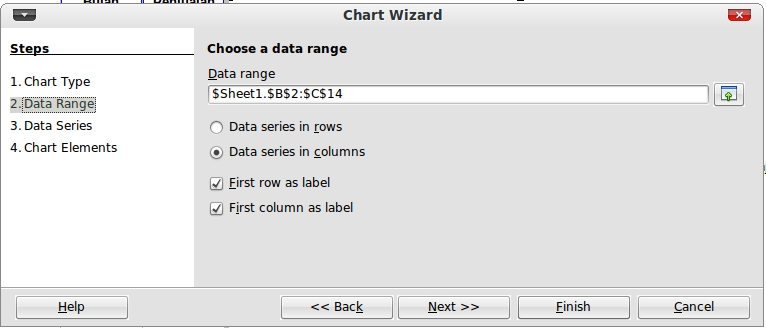 Chart Wizard
Steps
1. Chart Type
2. Data Range
3. Data Series
4. Chart Elements
Choose a data range
Data range
$Sheet1.$B$2:$C$14
Data series in rows
Data series in columns
First row as label
First column as label
Help
<< Back
Next >>
Finish
Cancel